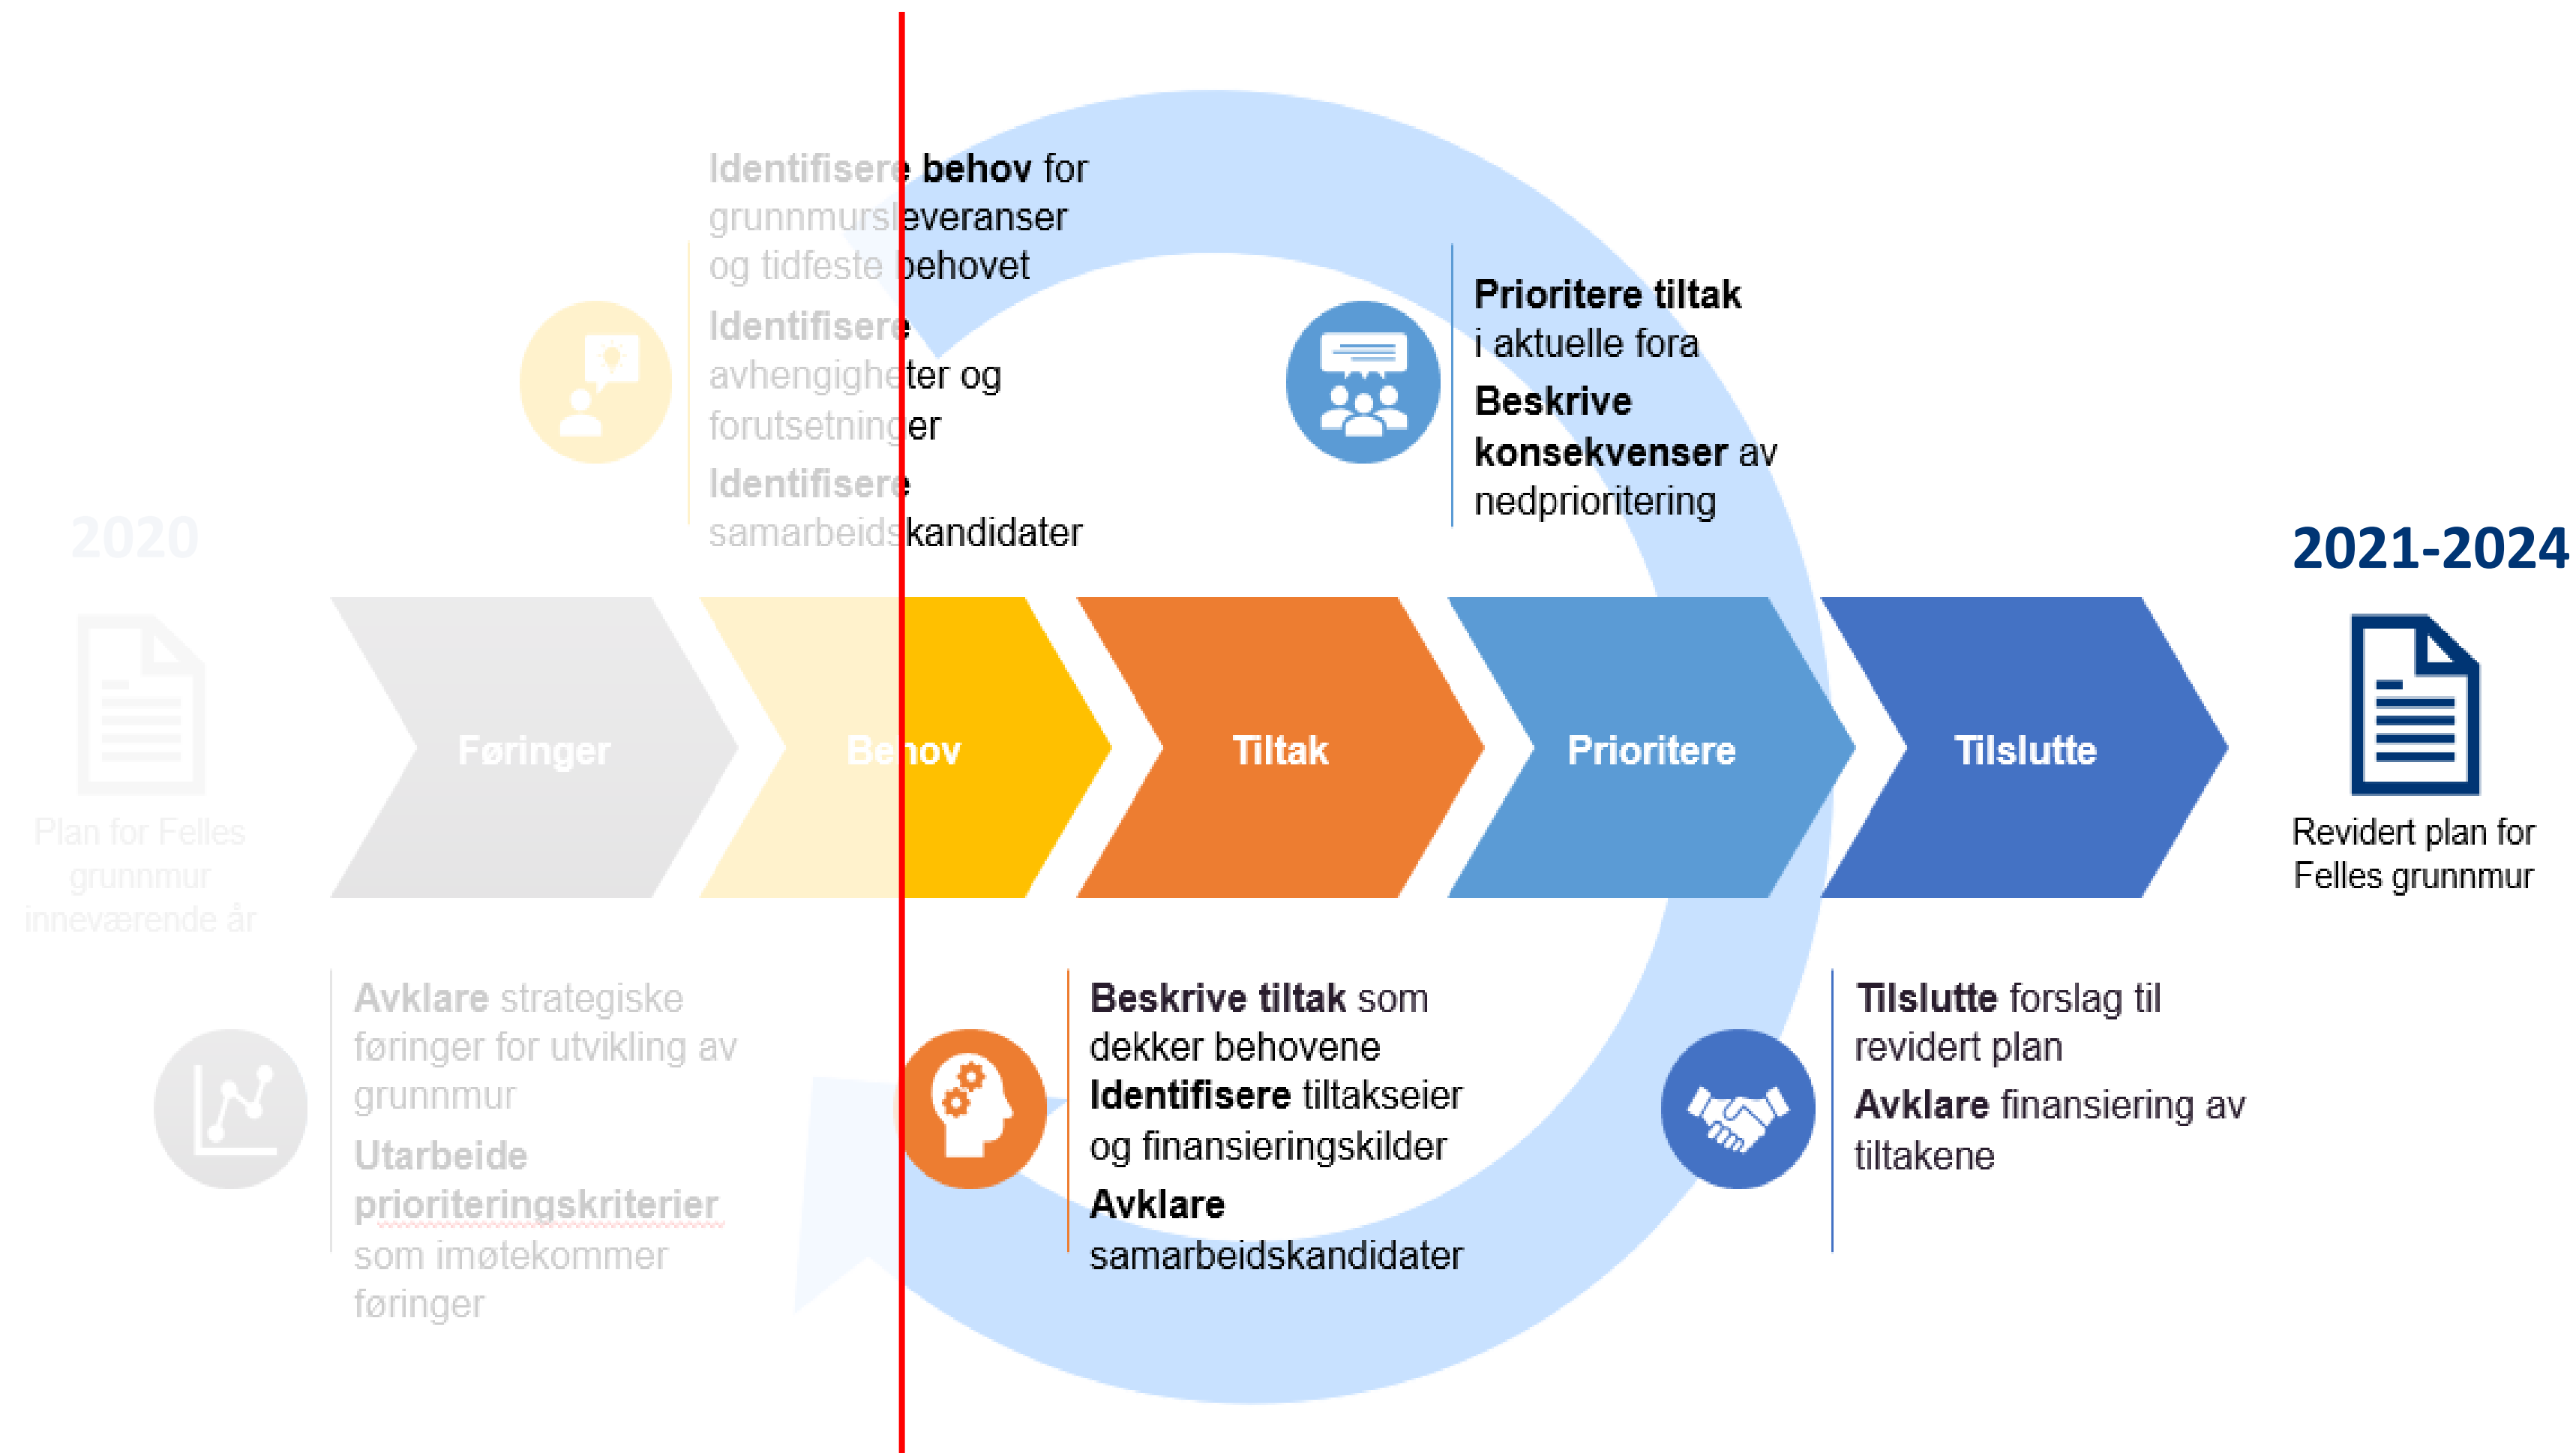 Identifisere behov for
grunnmursleveranser
og tidfeste behovet
Identifisere
avhengigheter og
forutsetninger
Identifisere
samarbeidskandidater
Prioritere tiltak
i aktuelle fora
Beskrive
konsekvenser av
nedprioritering
2020
Plan for Felles
grunnmur
inneværende år
Føringer
Behov
Tiltak
Prioritere
Tilslutte
2021-2024
Revidert plan for
Felles grunnmur
Avklare strategiske
føringer for utvikling av
grunnmur
Utarbeide
prioriteringskriterier
som imøtekommer
føringer
Beskrive tiltak som
dekker behovene
Identifisere tiltakseier
og finansieringskilder
Avklare
samarbeidskandidater
Tilslutte forslag til
revidert plan
Avklare finansiering av
tiltakene